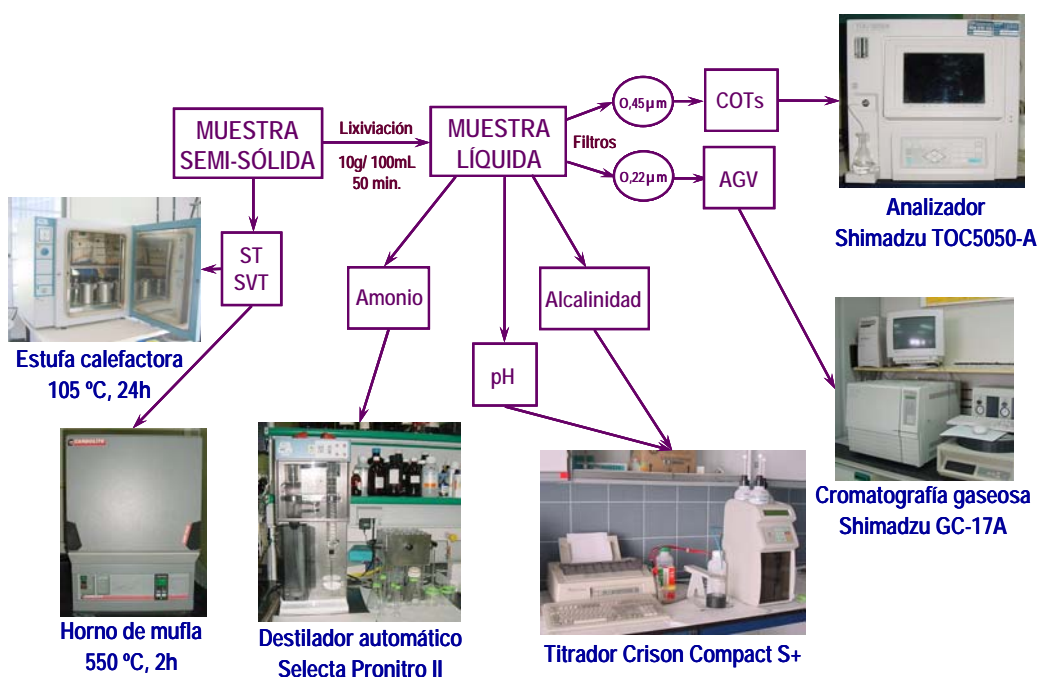 MUESTRA
SEMI-SÓLIDA
Lixiviación
10g/ 100mL
50 min.
MUESTRA
LÍQUIDA
Filtros
0,45µm
0,22µm
COTs
AGV
Analizador
Shimadzu TOC5050-A
ST
SVT
Amonio
Alcalinidad
pH
Estufa calefactora
105 ºC, 24h
Cromatografía gaseosa
Shimadzu GC-17A
Horno de mufla
550 ºC, 2h
Destilador automático
Selecta Pronitro II
Titrador Crison Compact S+